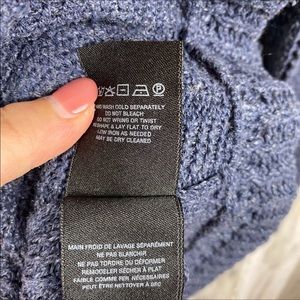 WASH COLD SEPARATELY
DO NOT BLEACH
DO NOT WRING OR TWIST
RESHAPE & LAY FLAT TO DRY
LOW IRON AS NEEDED
MAY BE DRY CLEANED
MAIN FROID DE LAVAGE SÉPARÉMENT
NE PAS BLANCHIR
NE PAS TORDRE OU DÉFORMER
REMODELER SÉCHER À PLAT
FAIBLE COMME FER NÉCESSAIRES
PEUT ÊTRE NETTOYÉ À SEC